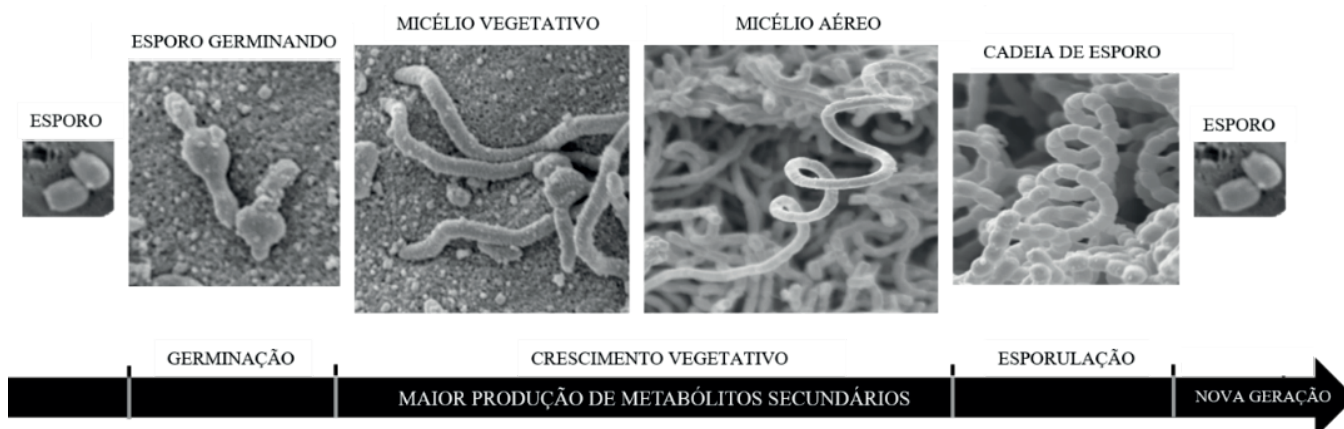 ESPORO
ESPORO GERMINANDO
MICÉLIO VEGETATIVO
MICÉLIO AÉREO
CADEIA DE ESPORO
ESPORO
GERMINAÇÃO
CRESCIMENTO VEGETATIVO
ESPORULAÇÃO
MAIOR PRODUÇÃO DE METABÓLITOS SECUNDÁRIOS
NOVA GERAÇÃO